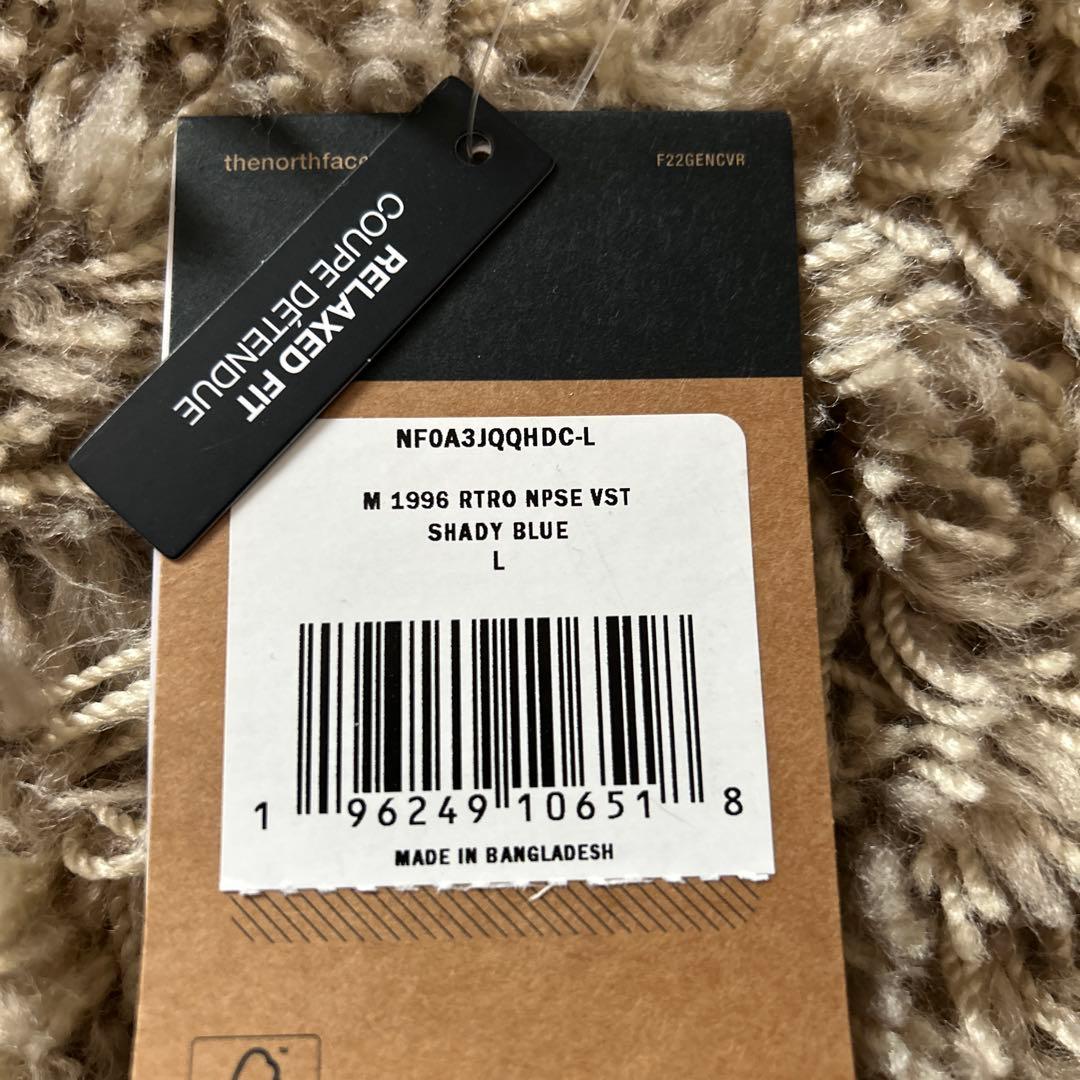 thenorthface
F22GENCVR
RELAXED FIT
COUPE DÉTENDUE
NF0A3JQQHDC-L
M 1996 RTRO NPSE VST
SHADY BLUE
L
1 96249 10651 8
MADE IN BANGLADESH
™